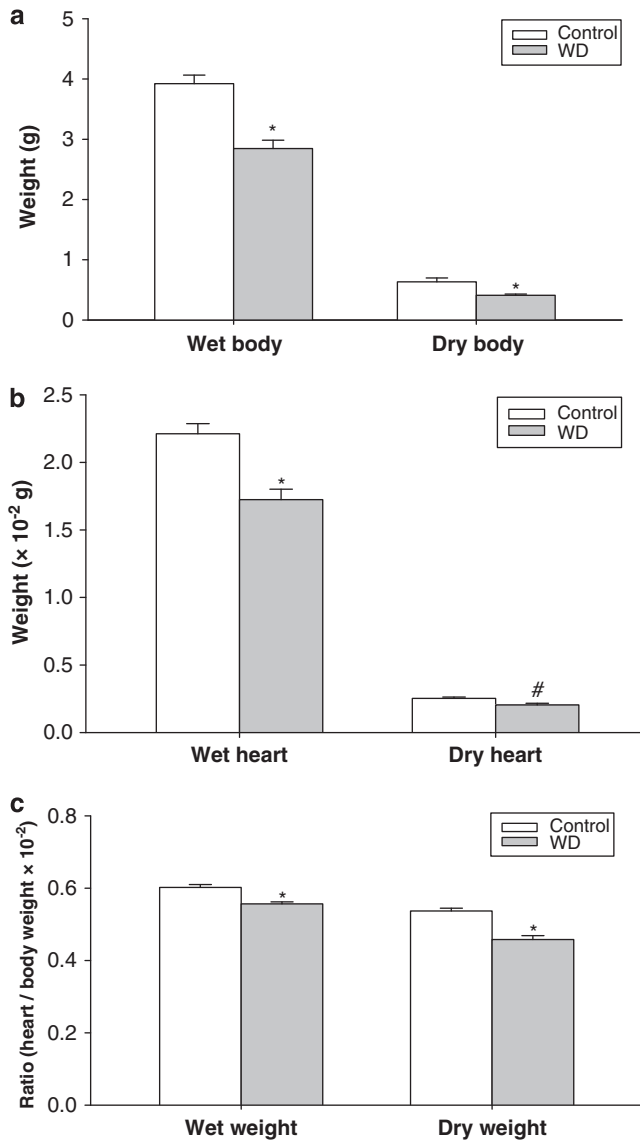 a
Weight (g)
5
4
3
2
1
0
Control
WD
*
*
Wet body
Dry body
b
Weight (× 10⁻² g)
2.5
2.0
1.5
1.0
0.5
0.0
Control
WD
*
#
Wet heart
Dry heart
c
Ratio (heart / body weight × 10⁻²)
0.8
0.6
0.4
0.2
0.0
Control
WD
*
*
Wet weight
Dry weight